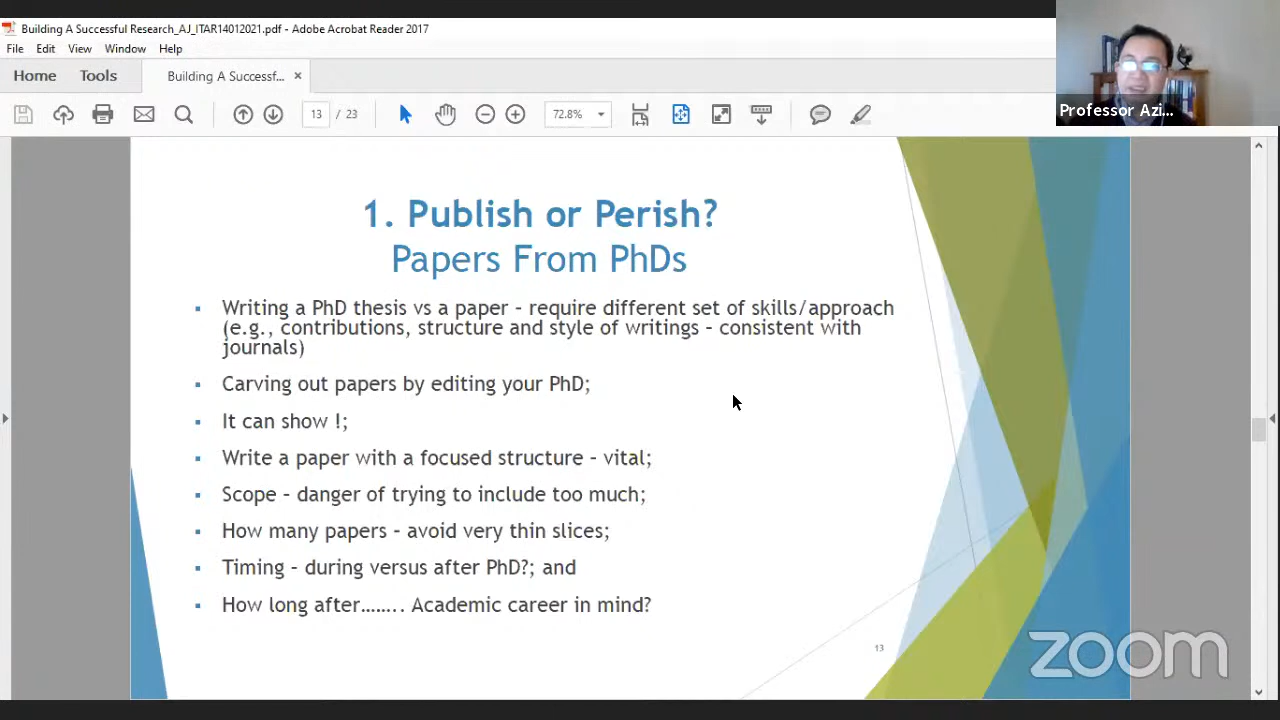 Building A Successful Research_AJ_ITAR14012021.pdf - Adobe Acrobat Reader 2017
File Edit View Window Help
Home Tools Building A Successf... ×
13 / 23 72.8%
Professor Azi...
1. Publish or Perish?
Papers From PhDs
▪ Writing a PhD thesis vs a paper – require different set of skills/approach
(e.g., contributions, structure and style of writings – consistent with
journals)
▪ Carving out papers by editing your PhD;
▪ It can show !;
▪ Write a paper with a focused structure – vital;
▪ Scope – danger of trying to include too much;
▪ How many papers – avoid very thin slices;
▪ Timing – during versus after PhD?; and
▪ How long after…….. Academic career in mind?
13
zoom